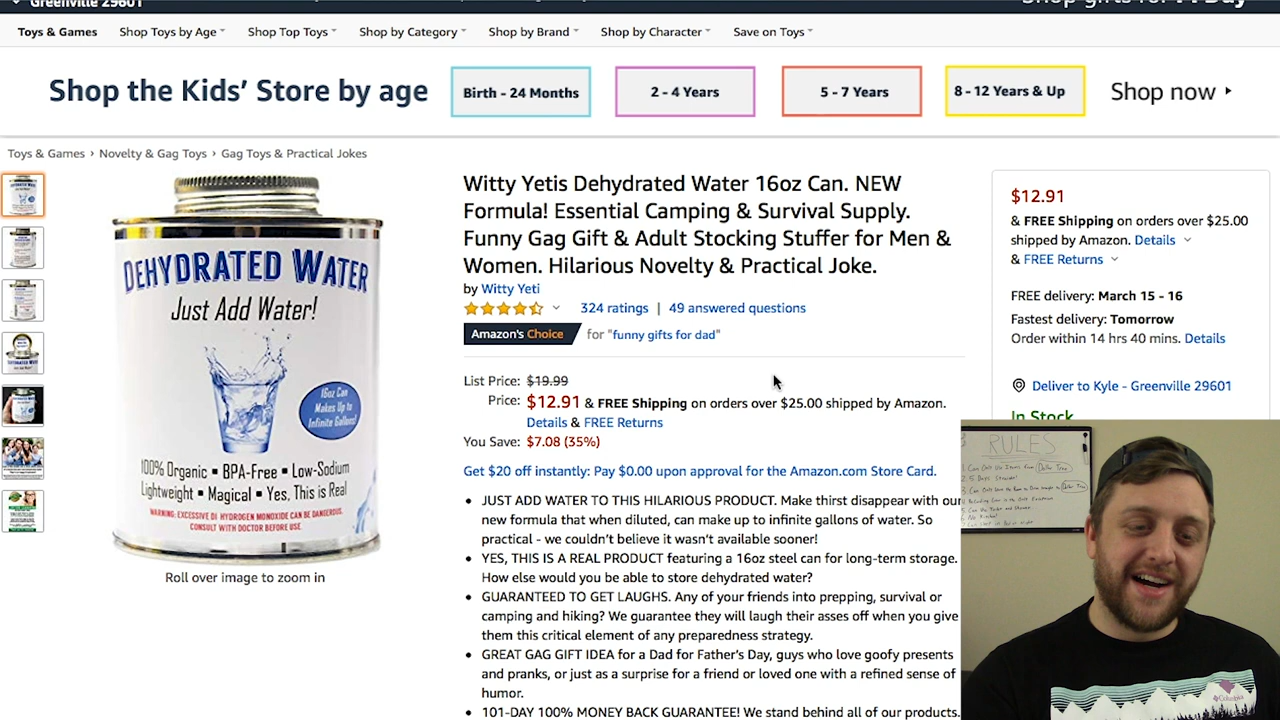 Greenville 29601
Toys & Games Shop Toys by Age Shop Top Toys Shop by Category Shop by Brand Shop by Character Save on Toys
Shop the Kids' Store by age
Birth - 24 Months
2 - 4 Years
5 - 7 Years
8 - 12 Years & Up
Shop now
Toys & Games › Novelty & Gag Toys › Gag Toys & Practical Jokes
DEHYDRATED WATER
Just Add Water!
16oz Can
Makes Up to
Infinite Gallons!
100% Organic ▪ BPA-Free ▪ Low-Sodium
Lightweight ▪ Magical ▪ Yes, This is Real
WARNING: EXCESSIVE DI HYDROGEN MONOXIDE CAN BE DANGEROUS.
CONSULT WITH DOCTOR BEFORE USE.
Roll over image to zoom in
Witty Yetis Dehydrated Water 16oz Can. NEW
Formula! Essential Camping & Survival Supply.
Funny Gag Gift & Adult Stocking Stuffer for Men &
Women. Hilarious Novelty & Practical Joke.
by Witty Yeti
324 ratings | 49 answered questions
Amazon's Choice for "funny gifts for dad"
List Price: $19.99
Price: $12.91 & FREE Shipping on orders over $25.00 shipped by Amazon.
Details & FREE Returns
You Save: $7.08 (35%)
Get $20 off instantly: Pay $0.00 upon approval for the Amazon.com Store Card.
• JUST ADD WATER TO THIS HILARIOUS PRODUCT. Make thirst disappear with our
new formula that when diluted, can make up to infinite gallons of water. So
practical - we couldn't believe it wasn't available sooner!
• YES, THIS IS A REAL PRODUCT featuring a 16oz steel can for long-term storage.
How else would you be able to store dehydrated water?
• GUARANTEED TO GET LAUGHS. Any of your friends into prepping, survival or
camping and hiking? We guarantee they will laugh their asses off when you give
them this critical element of any preparedness strategy.
• GREAT GAG GIFT IDEA for a Dad for Father's Day, guys who love goofy presents
and pranks, or just as a surprise for a friend or loved one with a refined sense of
humor.
• 101-DAY 100% MONEY BACK GUARANTEE! We stand behind all of our products.
$12.91
& FREE Shipping on orders over $25.00
shipped by Amazon. Details
& FREE Returns
FREE delivery: March 15 - 16
Fastest delivery: Tomorrow
Order within 14 hrs 40 mins. Details
Deliver to Kyle - Greenville 29601
In Stock
RULES
Columbia